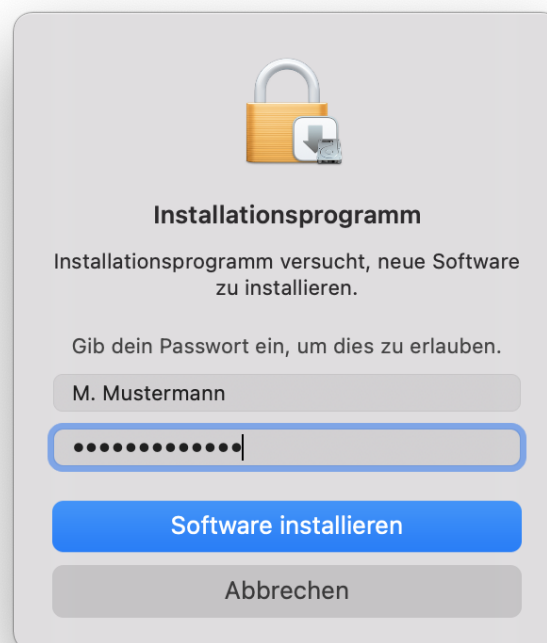 Installationsprogramm
Installationsprogramm versucht, neue Software
zu installieren.
Gib dein Passwort ein, um dies zu erlauben.
M. Mustermann
•••••••••••••
Software installieren
Abbrechen